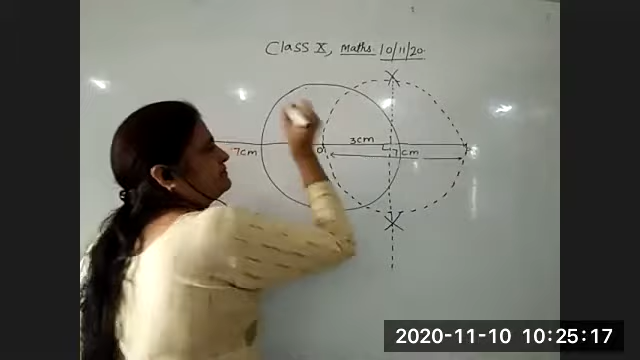 Class X, Maths 10/11/20
3cm
7cm O 7cm
2020-11-10 10:25:17